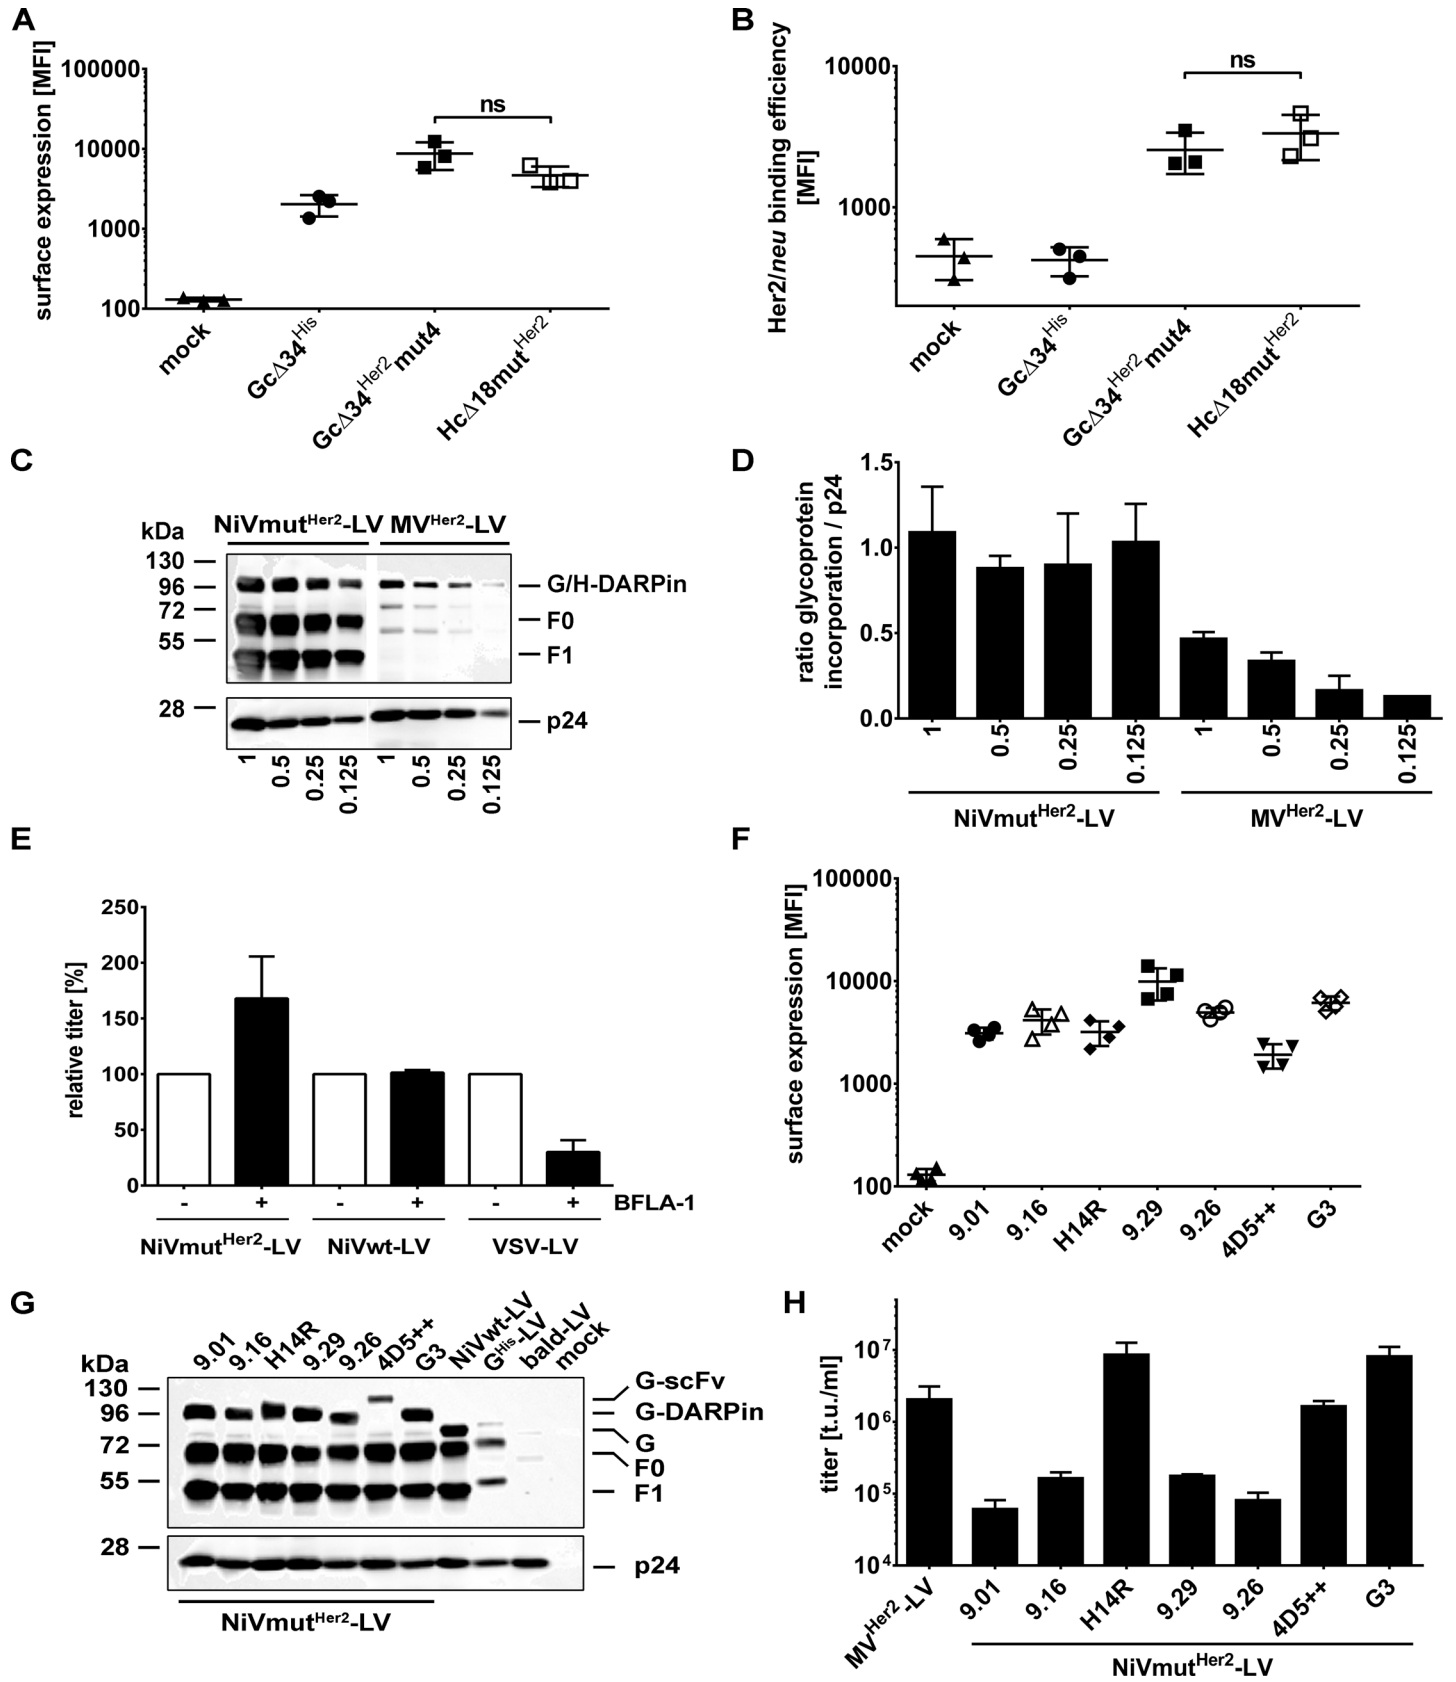 A
surface expression [MFI]
100000
10000
1000
100
ns
mock
GcΔ34His
GcΔ34Her2mut4
HcΔ18mutHer2
B
Her2/neu binding efficiency
[MFI]
10000
1000
ns
mock
GcΔ34His
GcΔ34Her2mut4
HcΔ18mutHer2
C
kDa
NiVmutHer2-LV MVHer2-LV
130
96
72
55
28
G/H-DARPin
F0
F1
p24
1 0.5 0.25 0.125 1 0.5 0.25 0.125
D
ratio glycoprotein
incorporation / p24
1.5
1.0
0.5
0.0
1 0.5 0.25 0.125 1 0.5 0.25 0.125
NiVmutHer2-LV MVHer2-LV
E
relative titer [%]
250
200
150
100
50
0
- + - + - + BFLA-1
NiVmutHer2-LV NiVwt-LV VSV-LV
F
surface expression [MFI]
100000
10000
1000
100
mock 9.01 9.16 H14R 9.29 9.26 4D5++ G3
G
9.01 9.16 H14R 9.29 9.26 4D5++ G3 NiVwt-LV GHis-LV bald-LV mock
kDa
130
96
72
55
28
G-scFv
G-DARPin
G
F0
F1
p24
NiVmutHer2-LV
H
titer [t.u./ml]
10⁷
10⁶
10⁵
10⁴
MVHer2-LV 9.01 9.16 H14R 9.29 9.26 4D5++ G3
NiVmutHer2-LV